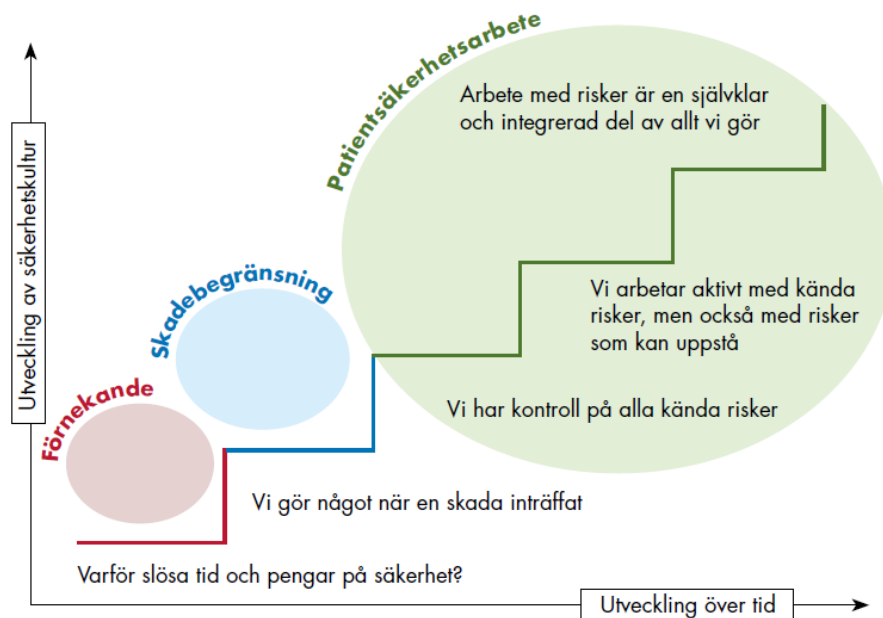 Patientsäkerhetsarbete
Arbete med risker är en självklar
och integrerad del av allt vi gör
Utveckling av säkerhetskultur
Skadebegränsning
Vi arbetar aktivt med kända
risker, men också med risker
som kan uppstå
Förnekande
Vi har kontroll på alla kända risker
Vi gör något när en skada inträffat
Varför slösa tid och pengar på säkerhet?
Utveckling över tid